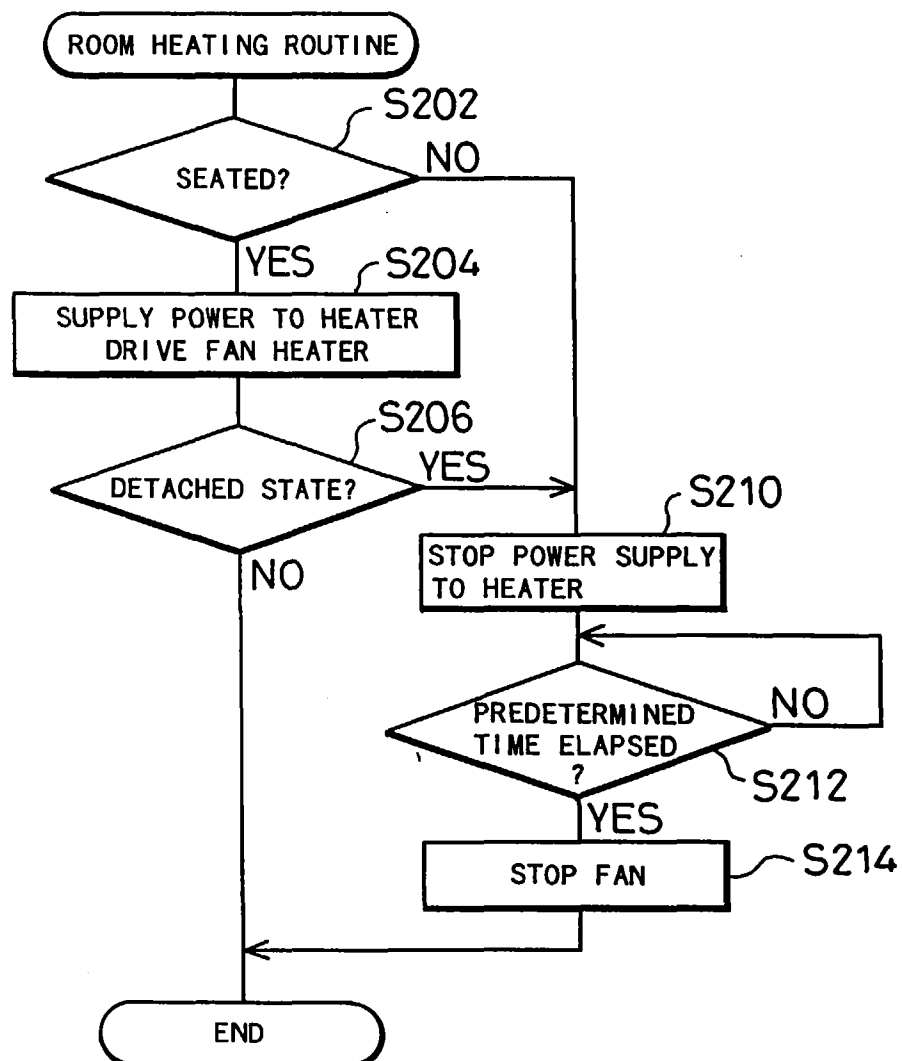 ROOM HEATING ROUTINE
S202
SEATED?
NO
YES
S204
SUPPLY POWER TO HEATER
DRIVE FAN HEATER
S206
DETACHED STATE?
YES
NO
S210
STOP POWER SUPPLY
TO HEATER
PREDETERMINED
TIME ELAPSED
?
NO
S212
YES
STOP FAN
S214
END